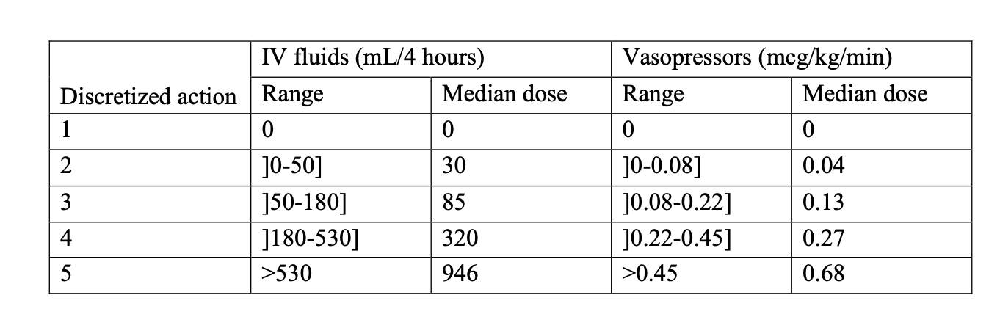 IV fluids (mL/4 hours) Vasopressors (mcg/kg/min)
Discretized action Range Median dose Range Median dose
1 0 0 0 0
2 ]0-50] 30 ]0-0.08] 0.04
3 ]50-180] 85 ]0.08-0.22] 0.13
4 ]180-530] 320 ]0.22-0.45] 0.27
5 >530 946 >0.45 0.68